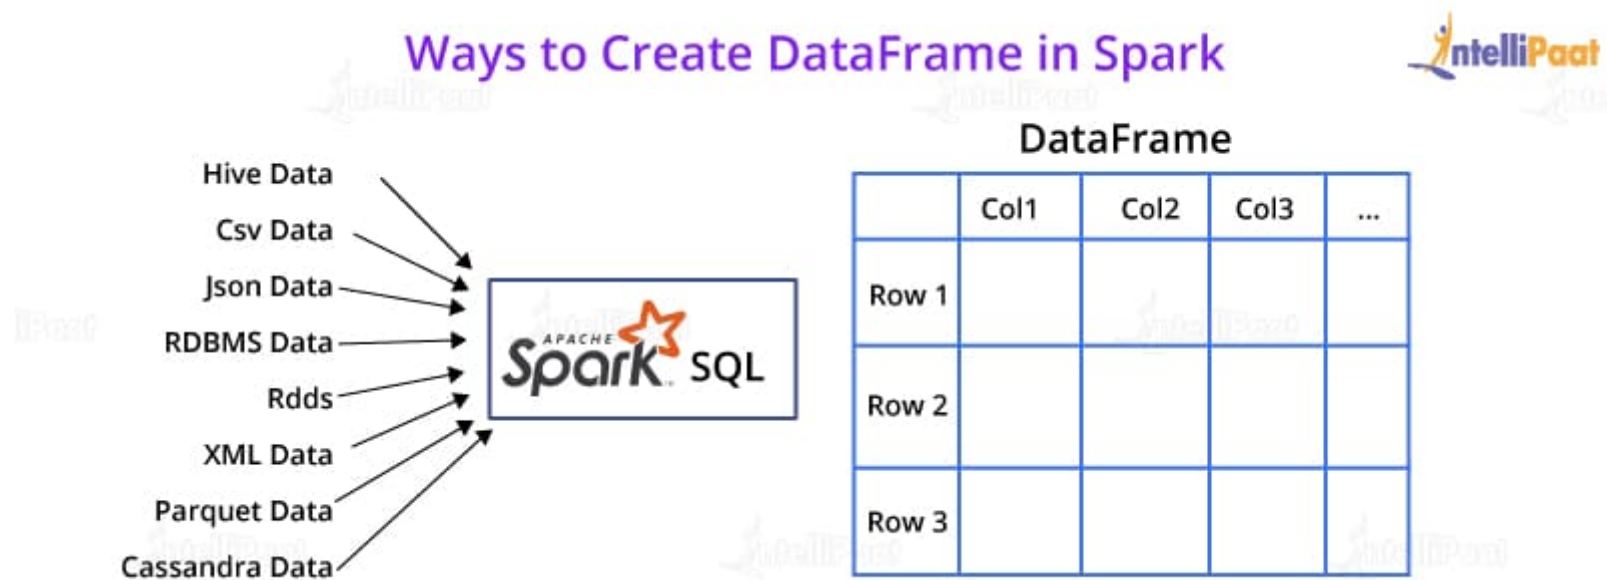 Ways to Create DataFrame in Spark
IntelliPaat
DataFrame
Hive Data
Csv Data
Json Data
RDBMS Data
Rdds
XML Data
Parquet Data
Cassandra Data
APACHE
Spark SQL
Col1 Col2 Col3 ...
Row 1
Row 2
Row 3